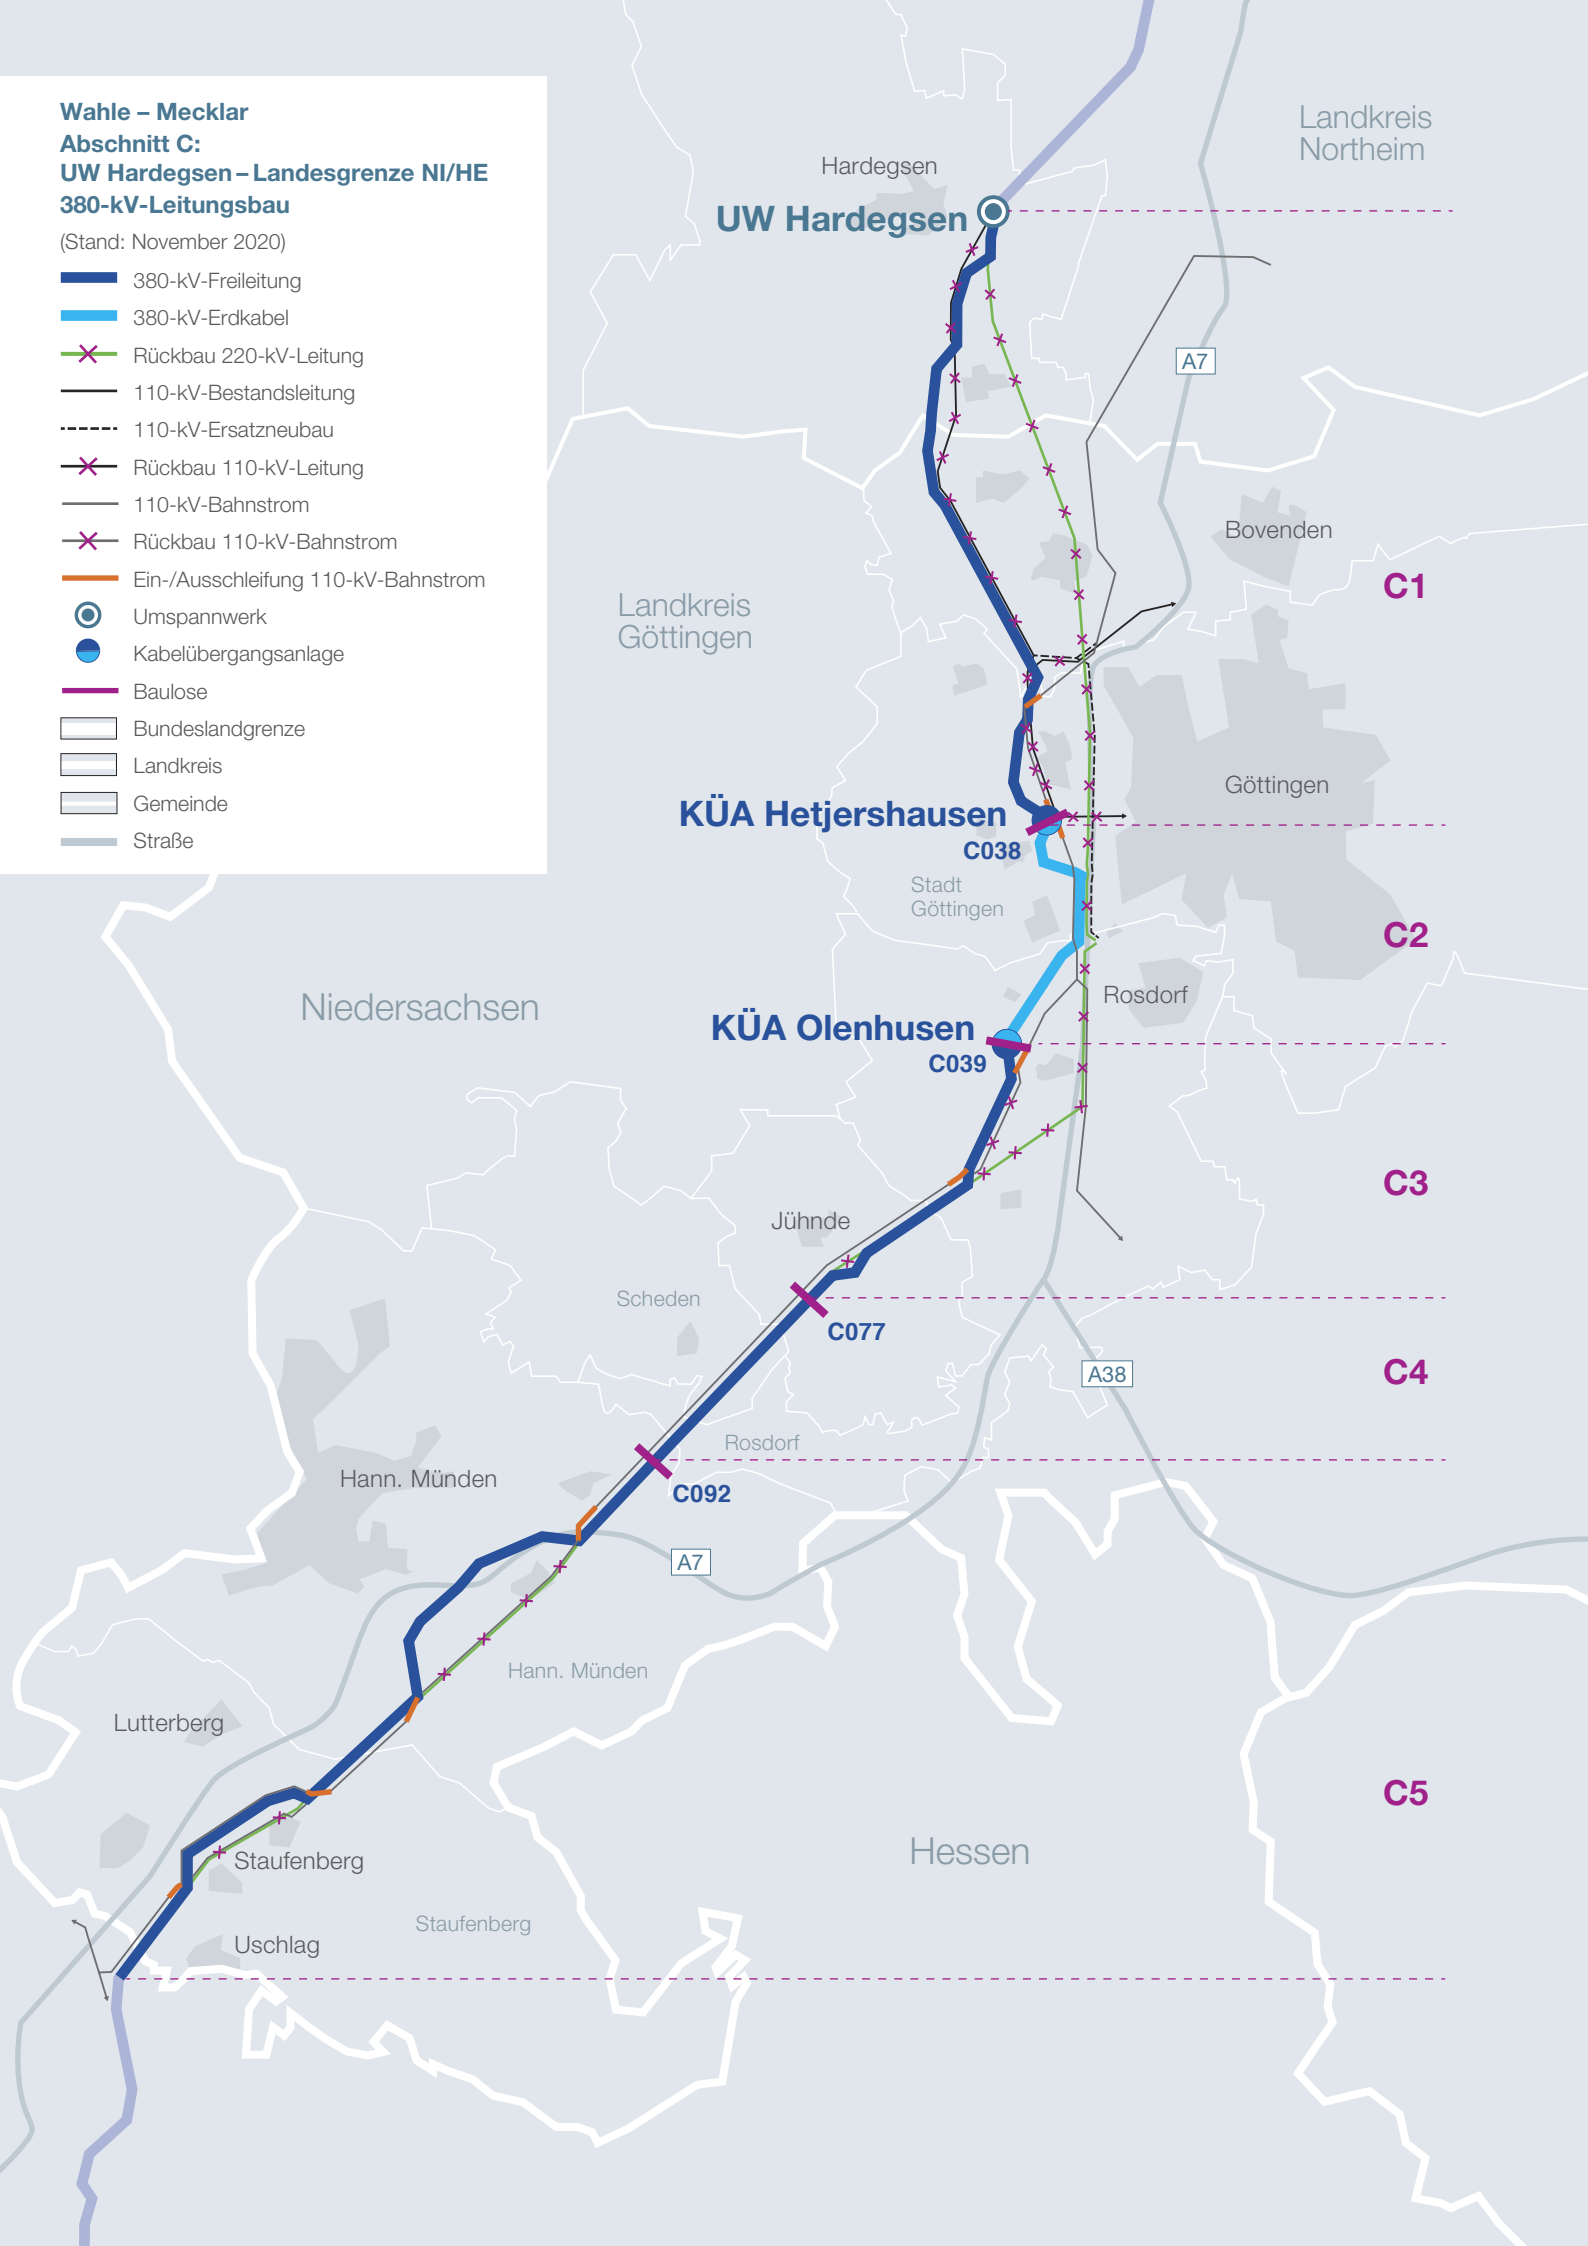 Wahle – Mecklar
Abschnitt C:
UW Hardegsen – Landesgrenze NI/HE
380-kV-Leitungsbau
(Stand: November 2020)
380-kV-Freileitung
380-kV-Erdkabel
Rückbau 220-kV-Leitung
110-kV-Bestandsleitung
110-kV-Ersatzneubau
Rückbau 110-kV-Leitung
110-kV-Bahnstrom
Rückbau 110-kV-Bahnstrom
Ein-/Ausschleifung 110-kV-Bahnstrom
Umspannwerk
Kabelübergangsanlage
Baulose
Bundeslandgrenze
Landkreis
Gemeinde
Straße
Landkreis
Northeim
Hardegsen
UW Hardegsen
A7
Bovenden
C1
Landkreis
Göttingen
Göttingen
KÜA Hetjershausen
C038
Stadt
Göttingen
C2
Rosdorf
Niedersachsen
KÜA Olenhusen
C039
C3
Jühnde
Scheden
C077
C4
A38
Rosdorf
Hann. Münden
C092
A7
Hann. Münden
Lutterberg
C5
Hessen
Staufenberg
Staufenberg
Uschlag